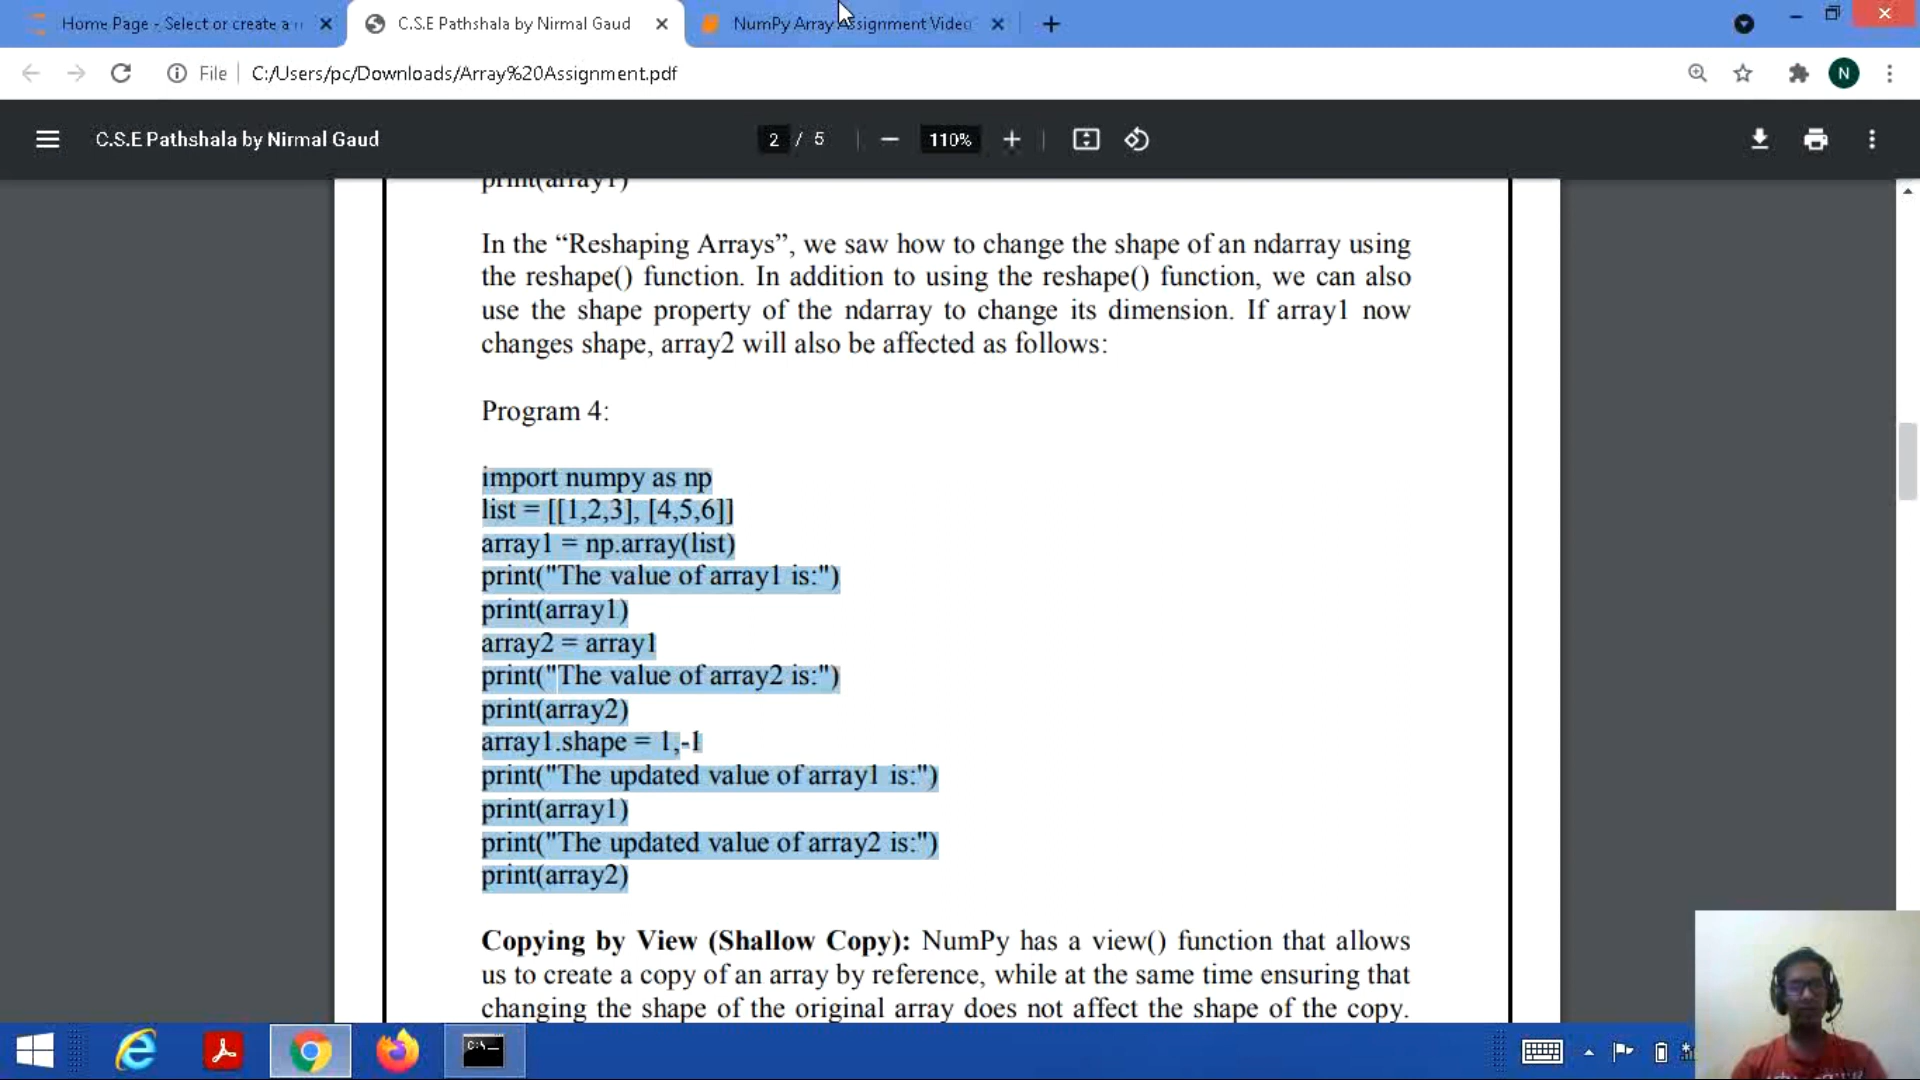 Home Page - Select or create a n
C.S.E Pathshala by Nirmal Gaud
NumPy Array Assignment Video
File
C:/Users/pc/Downloads/Array%20Assignment.pdf
N
C.S.E Pathshala by Nirmal Gaud
2 / 5
110%
print(array1)
In the “Reshaping Arrays”, we saw how to change the shape of an ndarray using
the reshape() function. In addition to using the reshape() function, we can also
use the shape property of the ndarray to change its dimension. If array1 now
changes shape, array2 will also be affected as follows:
Program 4:
import numpy as np
list = [[1,2,3], [4,5,6]]
array1 = np.array(list)
print("The value of array1 is:")
print(array1)
array2 = array1
print("The value of array2 is:")
print(array2)
array1.shape = 1,-1
print("The updated value of array1 is:")
print(array1)
print("The updated value of array2 is:")
print(array2)
Copying by View (Shallow Copy): NumPy has a view() function that allows
us to create a copy of an array by reference, while at the same time ensuring that
changing the shape of the original array does not affect the shape of the copy.
C:\_